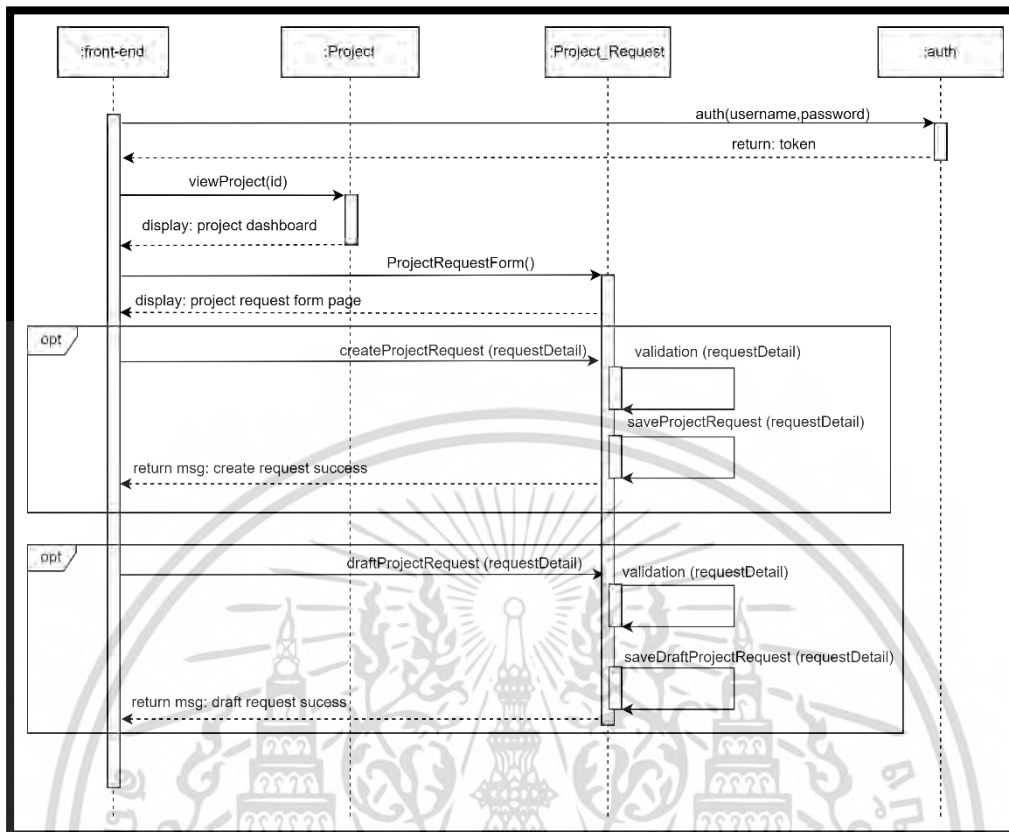 :front-end
:Project
:Project_Request
:auth
auth(username,password)
return: token
viewProject(id)
display: project dashboard
ProjectRequestForm()
display: project request form page
opt
createProjectRequest (requestDetail)
validation (requestDetail)
saveProjectRequest (requestDetail)
return msg: create request success
opt
draftProjectRequest (requestDetail)
validation (requestDetail)
saveDraftProjectRequest (requestDetail)
return msg: draft request sucess